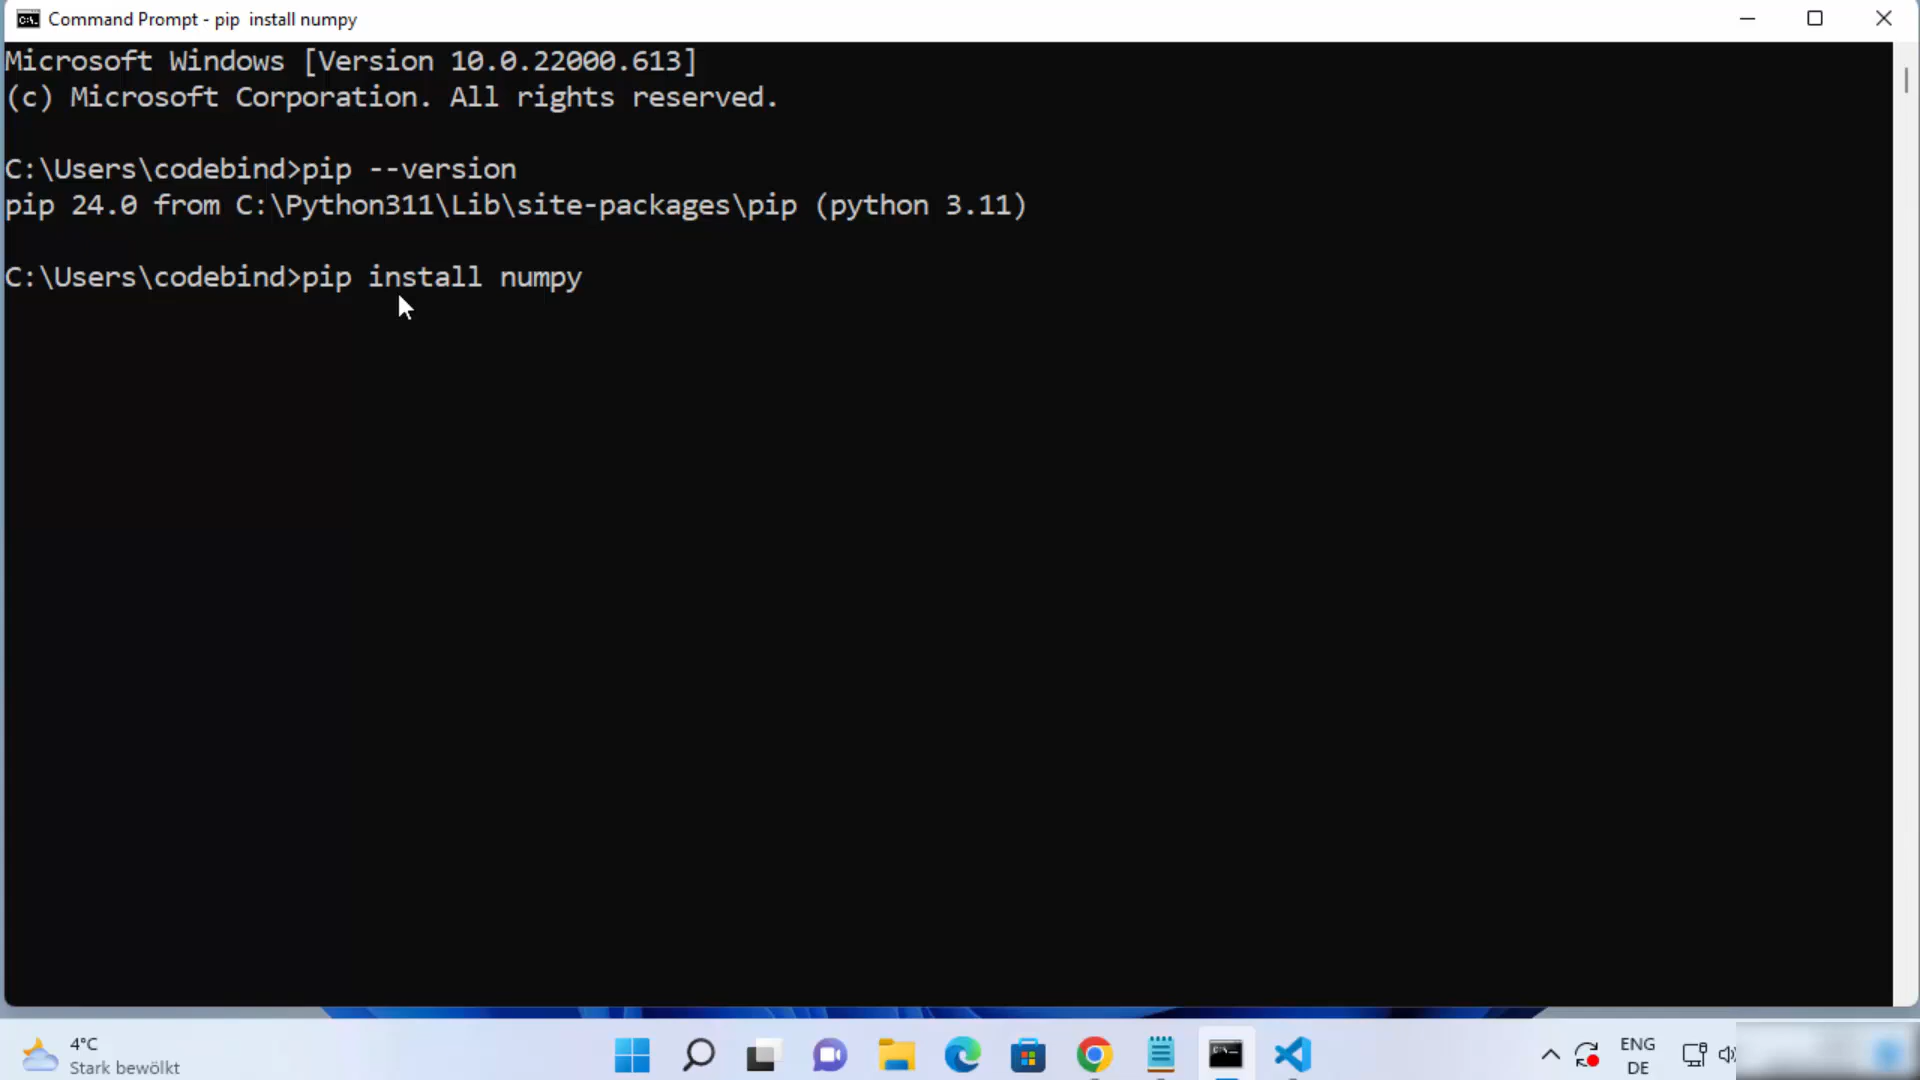 Command Prompt - pip  install numpy
Microsoft Windows [Version 10.0.22000.613]
(c) Microsoft Corporation. All rights reserved.
C:\Users\codebind>pip --version
pip 24.0 from C:\Python311\Lib\site-packages\pip (python 3.11)
C:\Users\codebind>pip install numpy
4°C
Stark bewölkt
ENG
DE